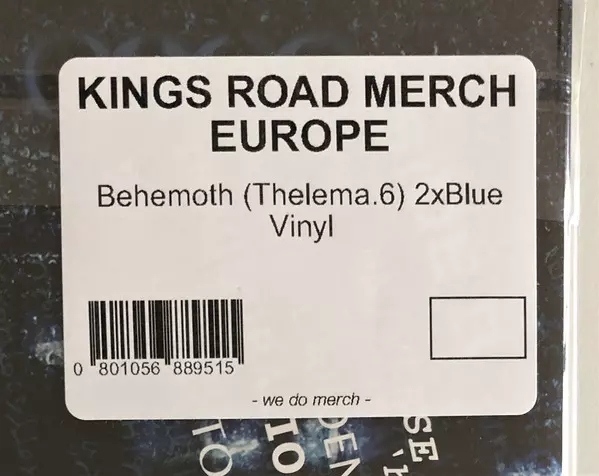 KINGS ROAD MERCH
EUROPE
Behemoth (Thelema.6) 2xBlue
Vinyl
0 801056 889515
- we do merch -